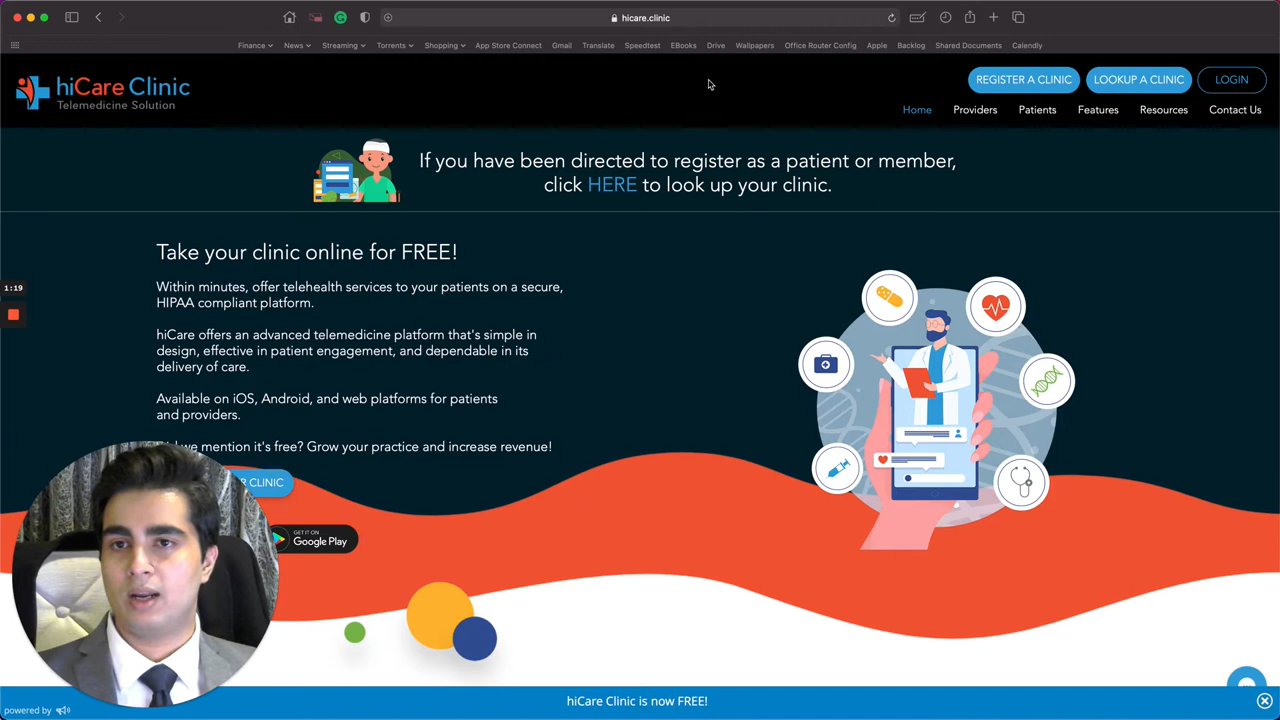 hicare.clinic
Finance News Streaming Torrents Shopping App Store Connect Gmail Translate Speedtest EBooks Drive Wallpapers Office Router Config Apple Backlog Shared Documents Calendly
hiCare Clinic
Telemedicine Solution
REGISTER A CLINIC LOOKUP A CLINIC LOGIN
Home Providers Patients Features Resources Contact Us
If you have been directed to register as a patient or member,
click HERE to look up your clinic.
Take your clinic online for FREE!
Within minutes, offer telehealth services to your patients on a secure,
HIPAA compliant platform.
1:19
hiCare offers an advanced telemedicine platform that's simple in
design, effective in patient engagement, and dependable in its
delivery of care.
Available on iOS, Android, and web platforms for patients
and providers.
we mention it's free? Grow your practice and increase revenue!
CLINIC
GET IT ON
Google Play
hiCare Clinic is now FREE!
powered by